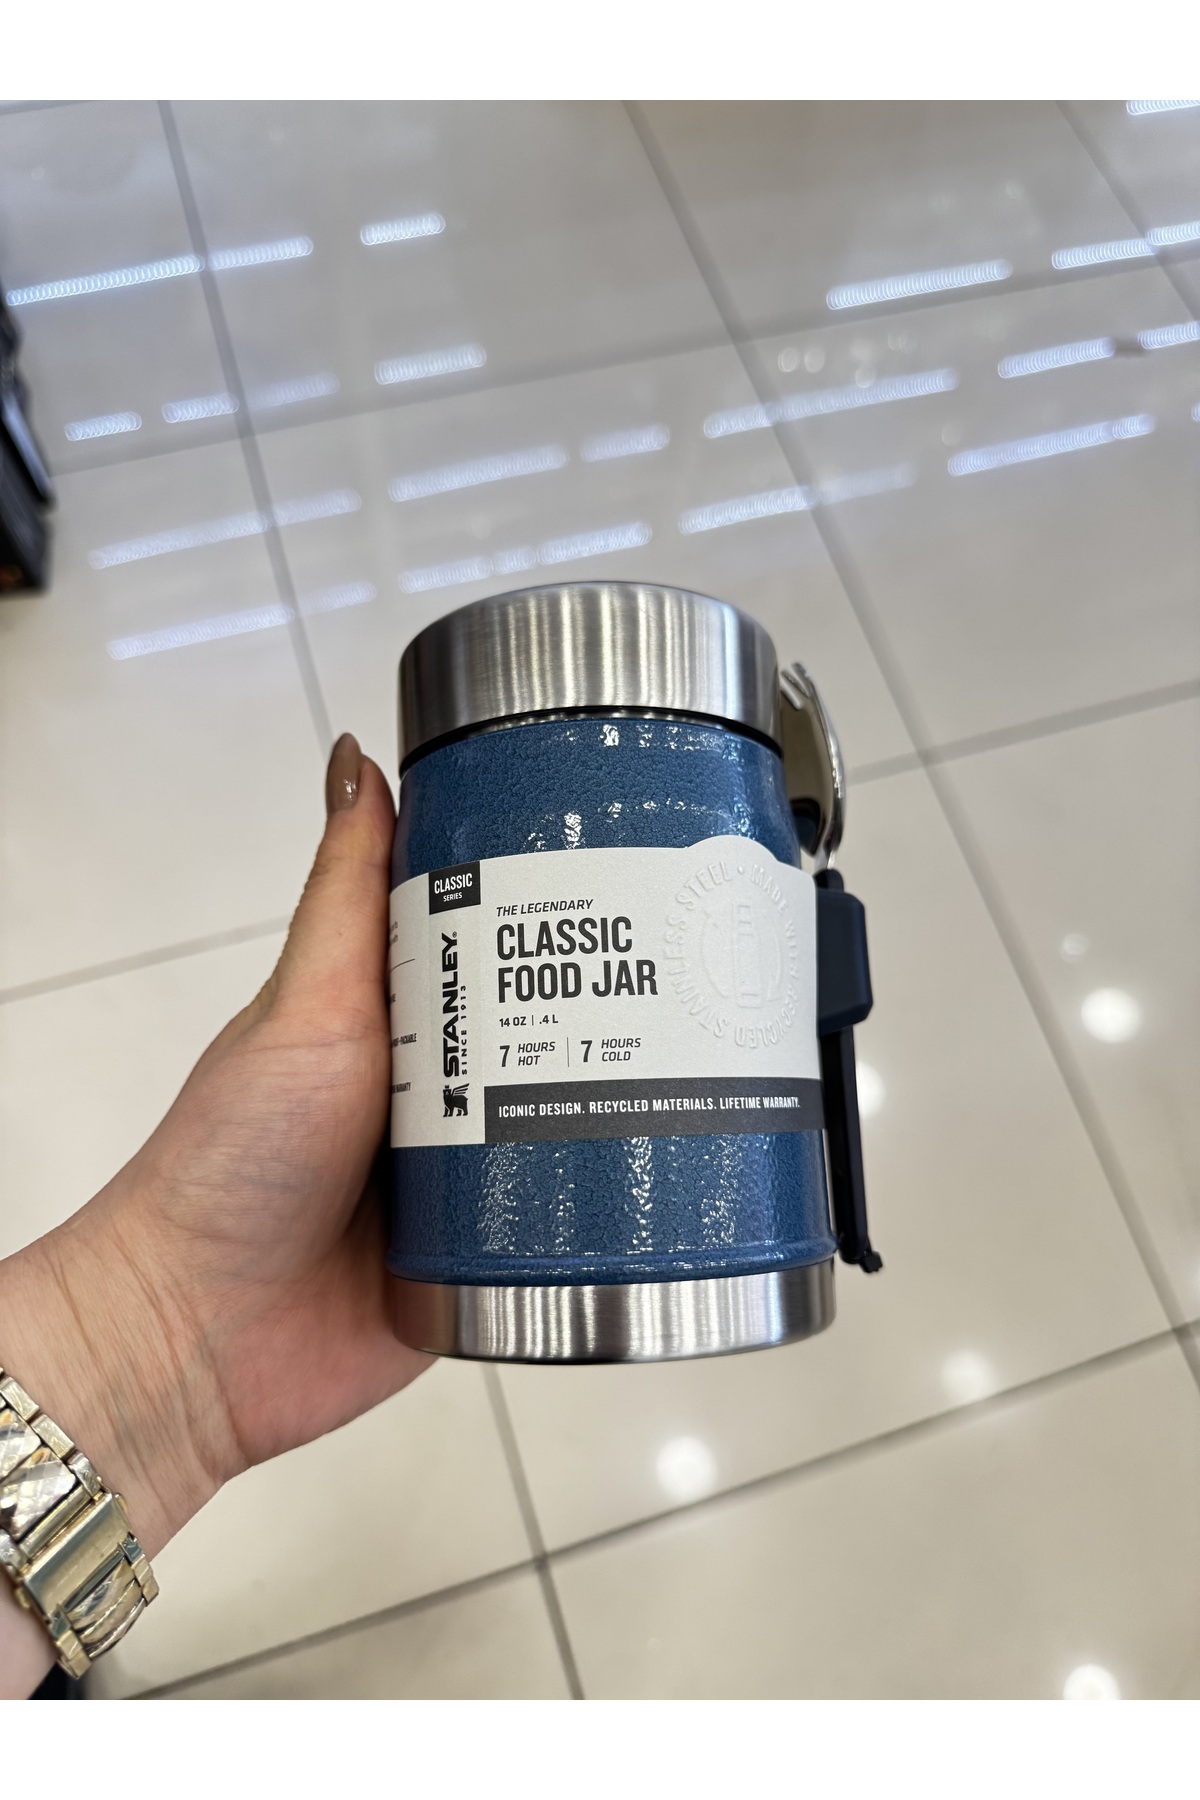 CLASSIC
SERIES
STANLEY®
SINCE 1913
THE LEGENDARY
CLASSIC
FOOD JAR
14 OZ | .4 L
7 HOURS HOT | 7 HOURS COLD
ICONIC DESIGN. RECYCLED MATERIALS. LIFETIME WARRANTY.
STAINLESS STEEL • MADE WITH RECYCLED
WARRANTY